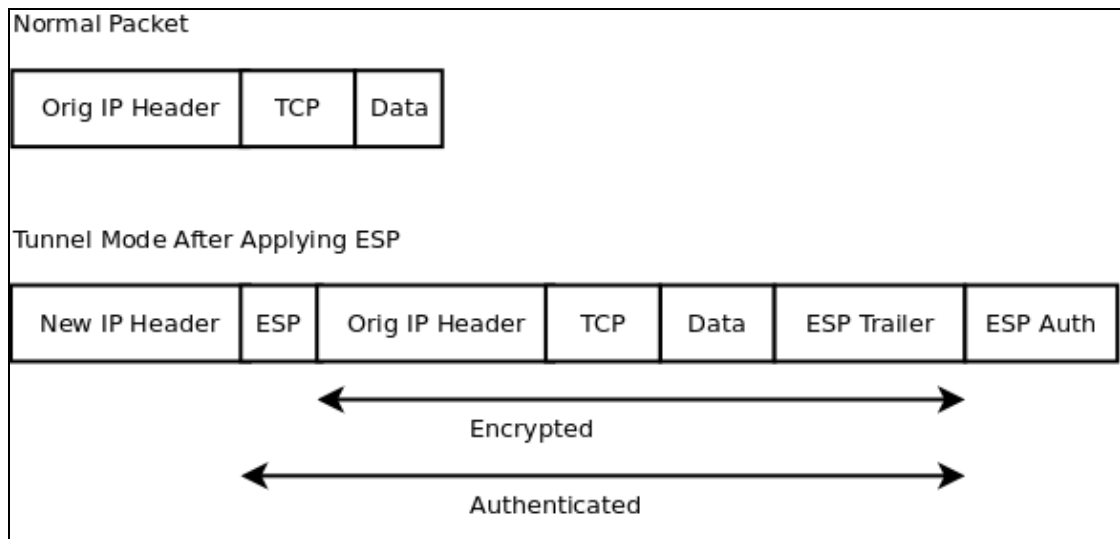 Normal Packet
Orig IP Header TCP Data
Tunnel Mode After Applying ESP
New IP Header ESP Orig IP Header TCP Data ESP Trailer ESP Auth
Encrypted
Authenticated